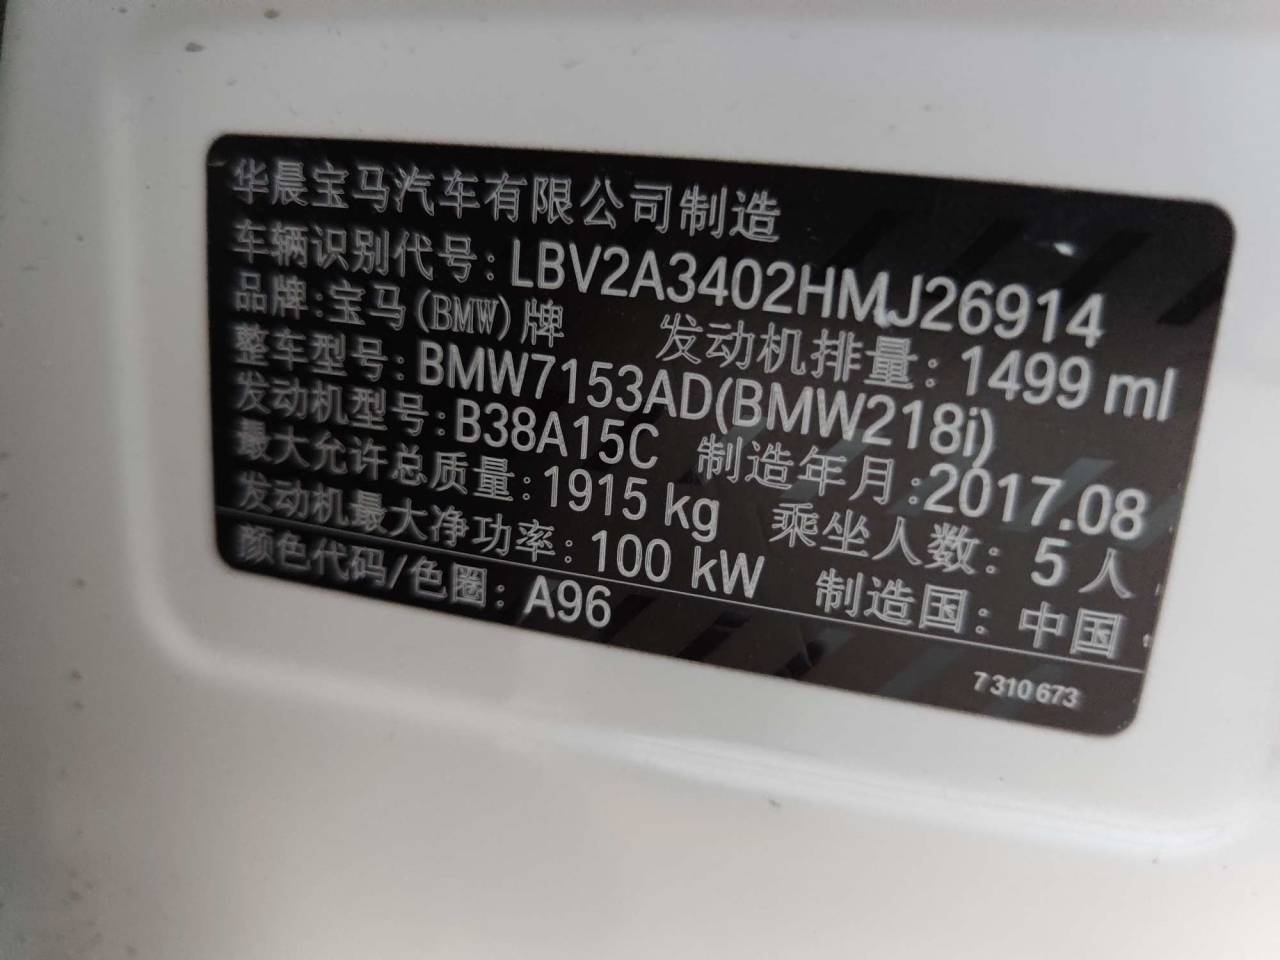 华晨宝马汽车有限公司制造
车辆识别代号: LBV2A3402HMJ26914
品牌: 宝马(BMW)牌 发动机排量: 1499 ml
整车型号: BMW7153AD(BMW218i)
发动机型号: B38A15C 制造年月: 2017.08
最大允许总质量: 1915 kg 乘坐人数: 5 人
发动机最大净功率: 100 kW 制造国: 中国
颜色代码/色圈: A96
7 310 673